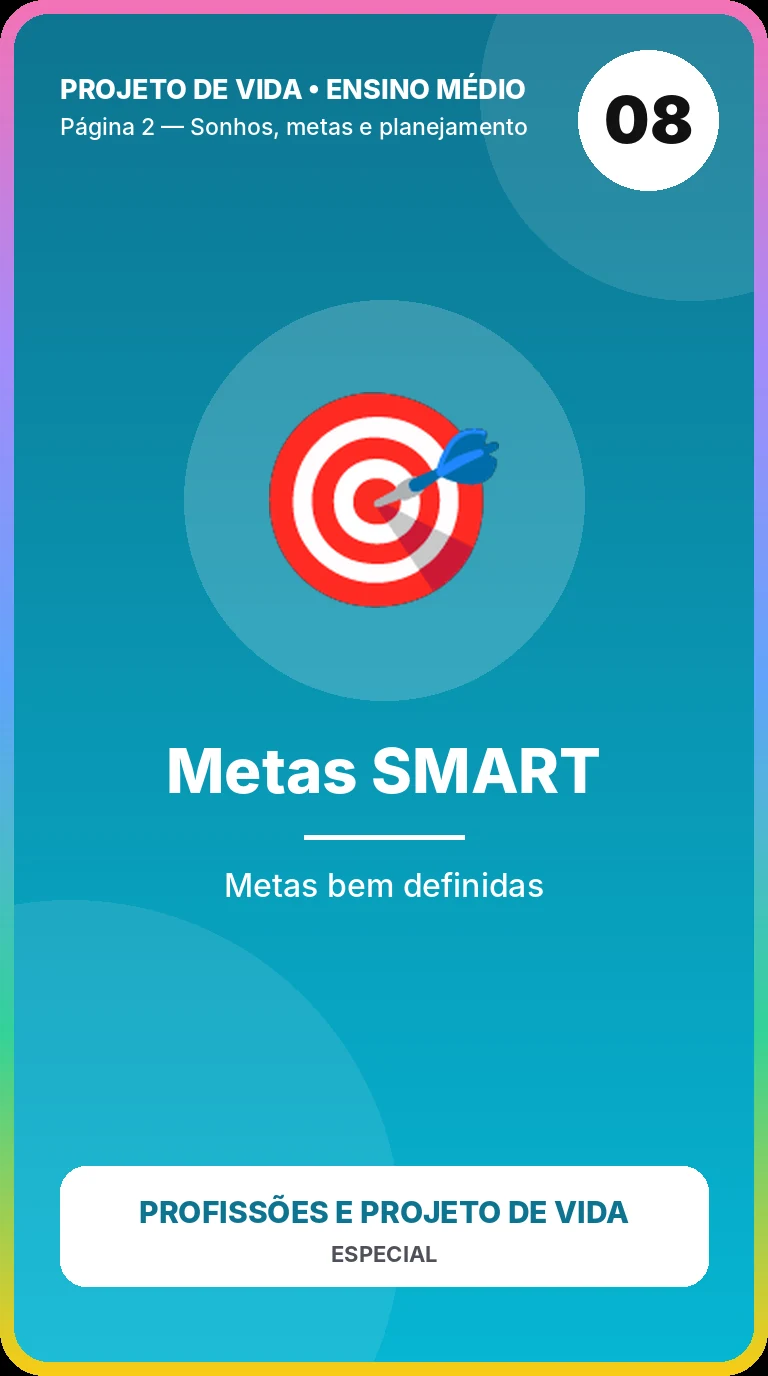 PROJETO DE VIDA • ENSINO MÉDIO
Página 2 — Sonhos, metas e planejamento
08
Metas SMART
Metas bem definidas
PROFISSÕES E PROJETO DE VIDA
ESPECIAL